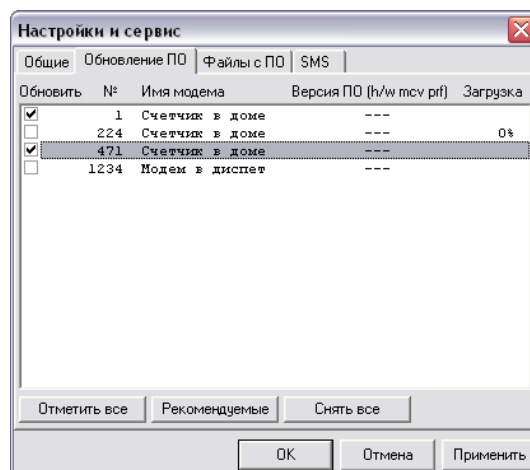 Настройки и сервис
Общие Обновление ПО Файлы с ПО SMS
Обновить № Имя модема Версия ПО (h/w mcv prf) Загрузка
1 Счетчик в доме ---
224 Счетчик в доме --- 0%
471 Счетчик в доме ---
1234 Модем в диспет ---
Отметить все Рекомендуемые Снять все
OK Отмена Применить